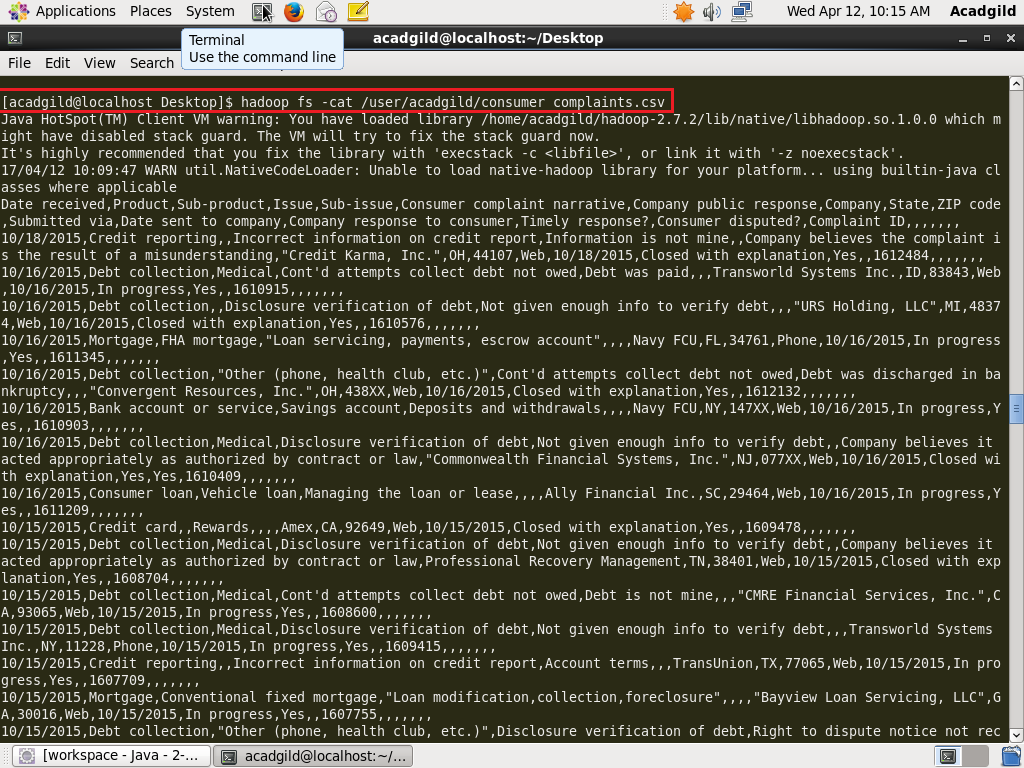 Applications Places System Wed Apr 12, 10:15 AM Acadgild
acadgild@localhost:~/Desktop
Terminal
Use the command line
File Edit View Search
[acadgild@localhost Desktop]$ hadoop fs -cat /user/acadgild/consumer_complaints.csv
Java HotSpot(TM) Client VM warning: You have loaded library /home/acadgild/hadoop-2.7.2/lib/native/libhadoop.so.1.0.0 which m
ight have disabled stack guard. The VM will try to fix the stack guard now.
It's highly recommended that you fix the library with 'execstack -c <libfile>', or link it with '-z noexecstack'.
17/04/12 10:09:47 WARN util.NativeCodeLoader: Unable to load native-hadoop library for your platform... using builtin-java cl
asses where applicable
Date received,Product,Sub-product,Issue,Sub-issue,Consumer complaint narrative,Company public response,Company,State,ZIP code
,Submitted via,Date sent to company,Company response to consumer,Timely response?,Consumer disputed?,Complaint ID,,,,,,,
10/18/2015,Credit reporting,,Incorrect information on credit report,Information is not mine,,Company believes the complaint i
s the result of a misunderstanding,"Credit Karma, Inc.",OH,44107,Web,10/18/2015,Closed with explanation,Yes,,1612484,,,,,,,
10/16/2015,Debt collection,Medical,Cont'd attempts collect debt not owed,Debt was paid,,,Transworld Systems Inc.,ID,83843,Web
,10/16/2015,In progress,Yes,,1610915,,,,,,,
10/16/2015,Debt collection,,Disclosure verification of debt,Not given enough info to verify debt,,,"URS Holding, LLC",MI,4837
4,Web,10/16/2015,Closed with explanation,Yes,,1610576,,,,,,,
10/16/2015,Mortgage,FHA mortgage,"Loan servicing, payments, escrow account",,,,Navy FCU,FL,34761,Phone,10/16/2015,In progress
,Yes,,1611345,,,,,,,
10/16/2015,Debt collection,"Other (phone, health club, etc.)",Cont'd attempts collect debt not owed,Debt was discharged in ba
nkruptcy,,,"Convergent Resources, Inc.",OH,438XX,Web,10/16/2015,Closed with explanation,Yes,,1612132,,,,,,,
10/16/2015,Bank account or service,Savings account,Deposits and withdrawals,,,,Navy FCU,NY,147XX,Web,10/16/2015,In progress,Y
es,,1610903,,,,,,,
10/16/2015,Debt collection,Medical,Disclosure verification of debt,Not given enough info to verify debt,,Company believes it
acted appropriately as authorized by contract or law,"Commonwealth Financial Systems, Inc.",NJ,077XX,Web,10/16/2015,Closed wi
th explanation,Yes,Yes,1610409,,,,,,,
10/16/2015,Consumer loan,Vehicle loan,Managing the loan or lease,,,,Ally Financial Inc.,SC,29464,Web,10/16/2015,In progress,Y
es,,1611209,,,,,,,
10/15/2015,Credit card,,Rewards,,,,Amex,CA,92649,Web,10/15/2015,Closed with explanation,Yes,,1609478,,,,,,,
10/15/2015,Debt collection,Medical,Disclosure verification of debt,Not given enough info to verify debt,,Company believes it
acted appropriately as authorized by contract or law,Professional Recovery Management,TN,38401,Web,10/15/2015,Closed with exp
lanation,Yes,,1608704,,,,,,,
10/15/2015,Debt collection,Medical,Cont'd attempts collect debt not owed,Debt is not mine,,,"CMRE Financial Services, Inc.",C
A,93065,Web,10/15/2015,In progress,Yes,,1608600,,,,,,,
10/15/2015,Debt collection,Medical,Disclosure verification of debt,Not given enough info to verify debt,,,Transworld Systems
Inc.,NY,11228,Phone,10/15/2015,In progress,Yes,,1609415,,,,,,,
10/15/2015,Credit reporting,,Incorrect information on credit report,Account terms,,,TransUnion,TX,77065,Web,10/15/2015,In pro
gress,Yes,,1607709,,,,,,,
10/15/2015,Mortgage,Conventional fixed mortgage,"Loan modification,collection,foreclosure",,,,"Bayview Loan Servicing, LLC",G
A,30016,Web,10/15/2015,In progress,Yes,,1607755,,,,,,,
10/15/2015,Debt collection,"Other (phone, health club, etc.)",Disclosure verification of debt,Right to dispute notice not rec
[workspace - Java - 2-... acadgild@localhost:~/...